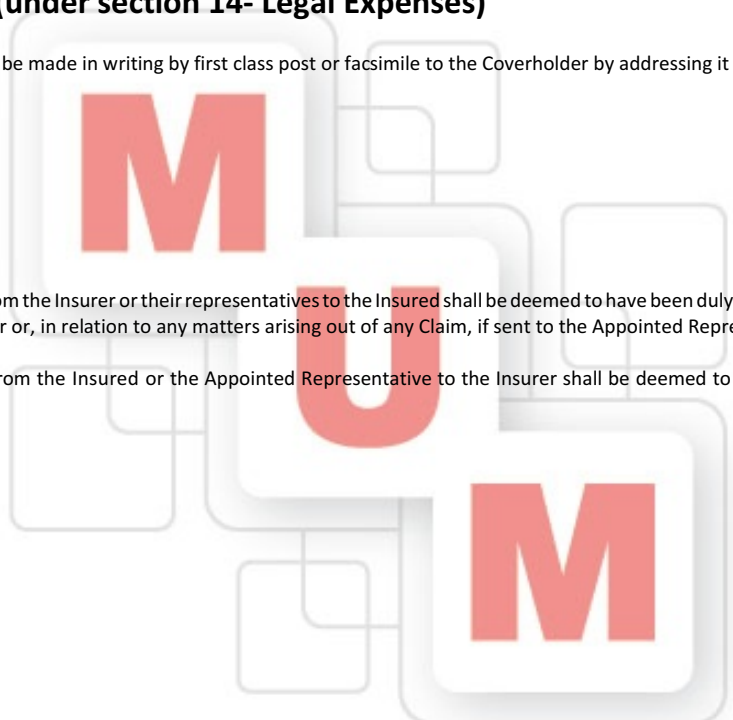 (under section 14- Legal Expenses)
be made in writing by first class post or facsimile to the Coverholder by addressing it
M
om the Insurer or their representatives to the Insured shall be deemed to have been duly
U
r or, in relation to any matters arising out of any Claim, if sent to the Appointed Repre
rom the Insured or the Appointed Representative to the Insurer shall be deemed to
M